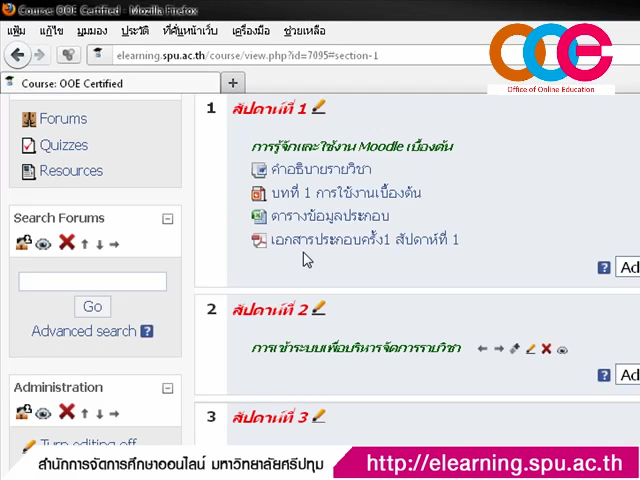 Course: OOE Certified - Mozilla Firefox
แฟ้ม แก้ไข มุมมอง ประวัติ ที่คั่นหน้าเว็บ เครื่องมือ ช่วยเหลือ
elearning.spu.ac.th/course/view.php?id=7095#section-1
Course: OOE Certified
OOE
Office of Online Education
Forums
Quizzes
Resources
Search Forums
Go
Advanced search
Administration
Turn editing off
1 สัปดาห์ที่ 1
การรู้จักและใช้งาน Moodle เบื้องต้น
คำอธิบายรายวิชา
บทที่ 1 การใช้งานเบื้องต้น
ตารางข้อมูลประกอบ
เอกสารประกอบครั้ง1 สัปดาห์ที่ 1
Ad
2 สัปดาห์ที่ 2
การเข้าระบบเพื่อบริหารจัดการรายวิชา
Ad
3 สัปดาห์ที่ 3
สำนักการจัดการศึกษาออนไลน์ มหาวิทยาลัยศรีปทุม
http://elearning.spu.ac.th